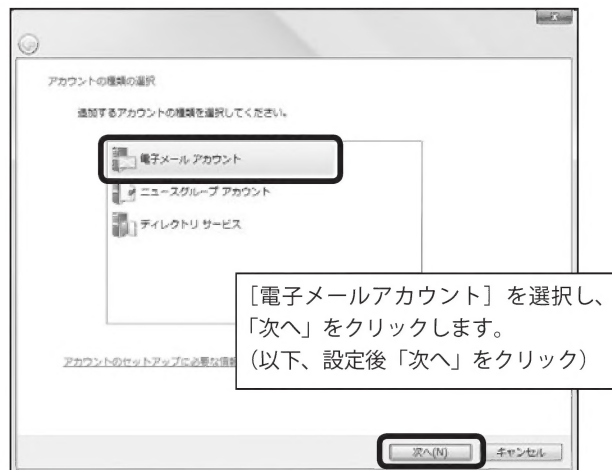 アカウントの種類の選択
追加するアカウントの種類を選択してください。
電子メール アカウント
ニュースグループ アカウント
ディレクトリ サービス
［電子メールアカウント］を選択し、
「次へ」をクリックします。
（以下、設定後「次へ」をクリック）
アカウントのセットアップに必要な情報
次へ(N)
キャンセル